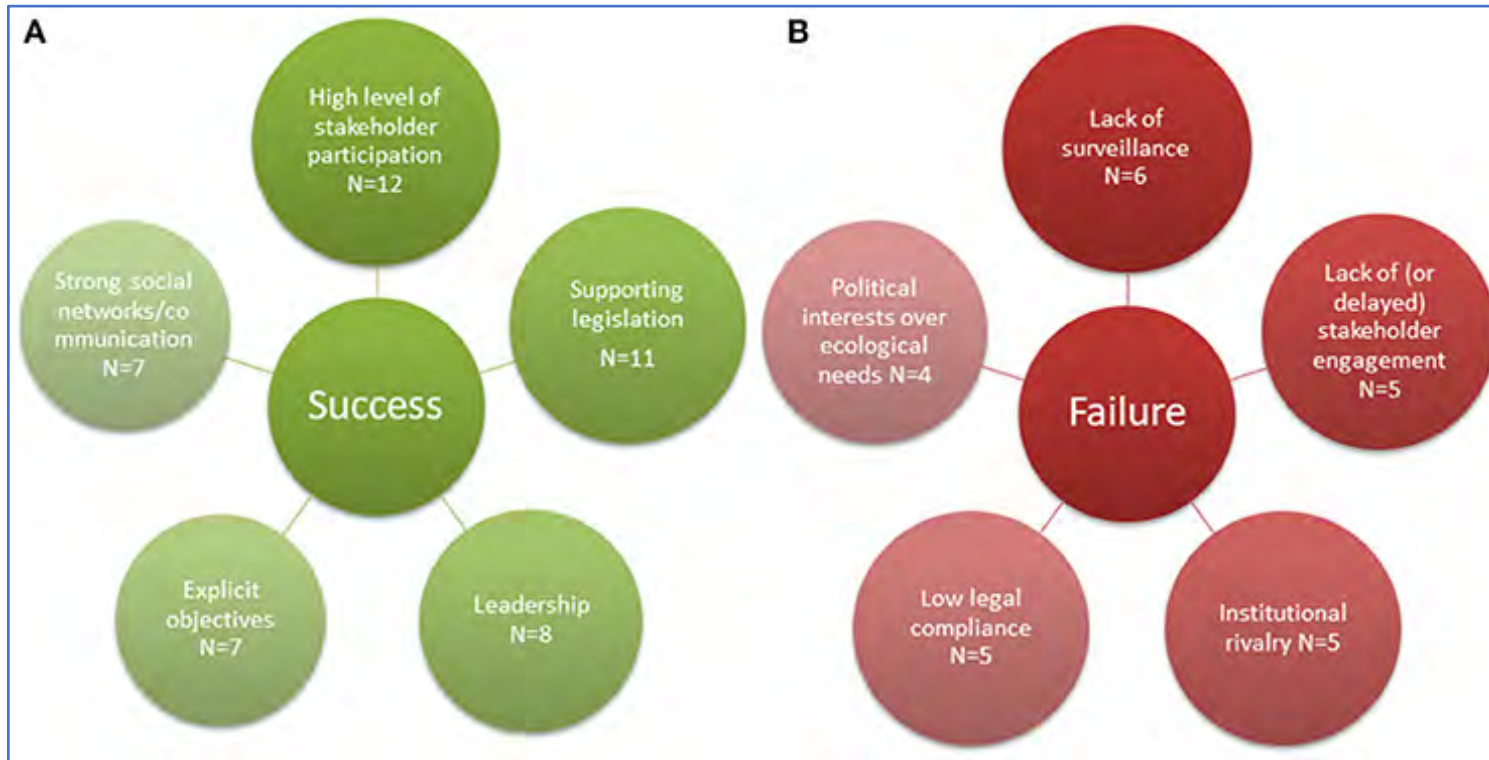 A
High level of
stakeholder
participation
N=12
Strong social
networks/co
mmunication
N=7
Supporting
legislation
N=11
Success
Explicit
objectives
N=7
Leadership
N=8
B
Lack of
surveillance
N=6
Political
interests over
ecological
needs N=4
Lack of (or
delayed)
stakeholder
engagement
N=5
Failure
Low legal
compliance
N=5
Institutional
rivalry N=5